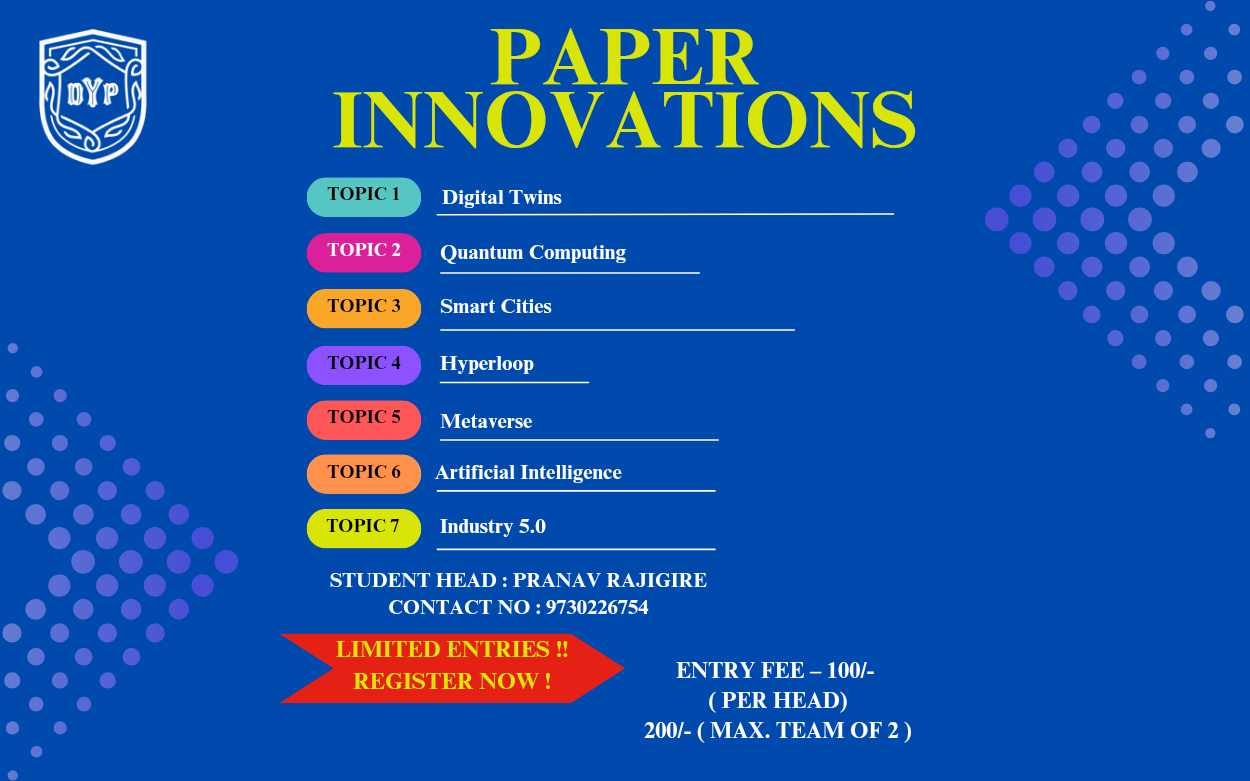 DYP
PAPER
INNOVATIONS
TOPIC 1 Digital Twins
TOPIC 2 Quantum Computing
TOPIC 3 Smart Cities
TOPIC 4 Hyperloop
TOPIC 5 Metaverse
TOPIC 6 Artificial Intelligence
TOPIC 7 Industry 5.0
STUDENT HEAD : PRANAV RAJIGIRE
CONTACT NO : 9730226754
LIMITED ENTRIES !!
REGISTER NOW !
ENTRY FEE – 100/-
( PER HEAD)
200/- ( MAX. TEAM OF 2 )